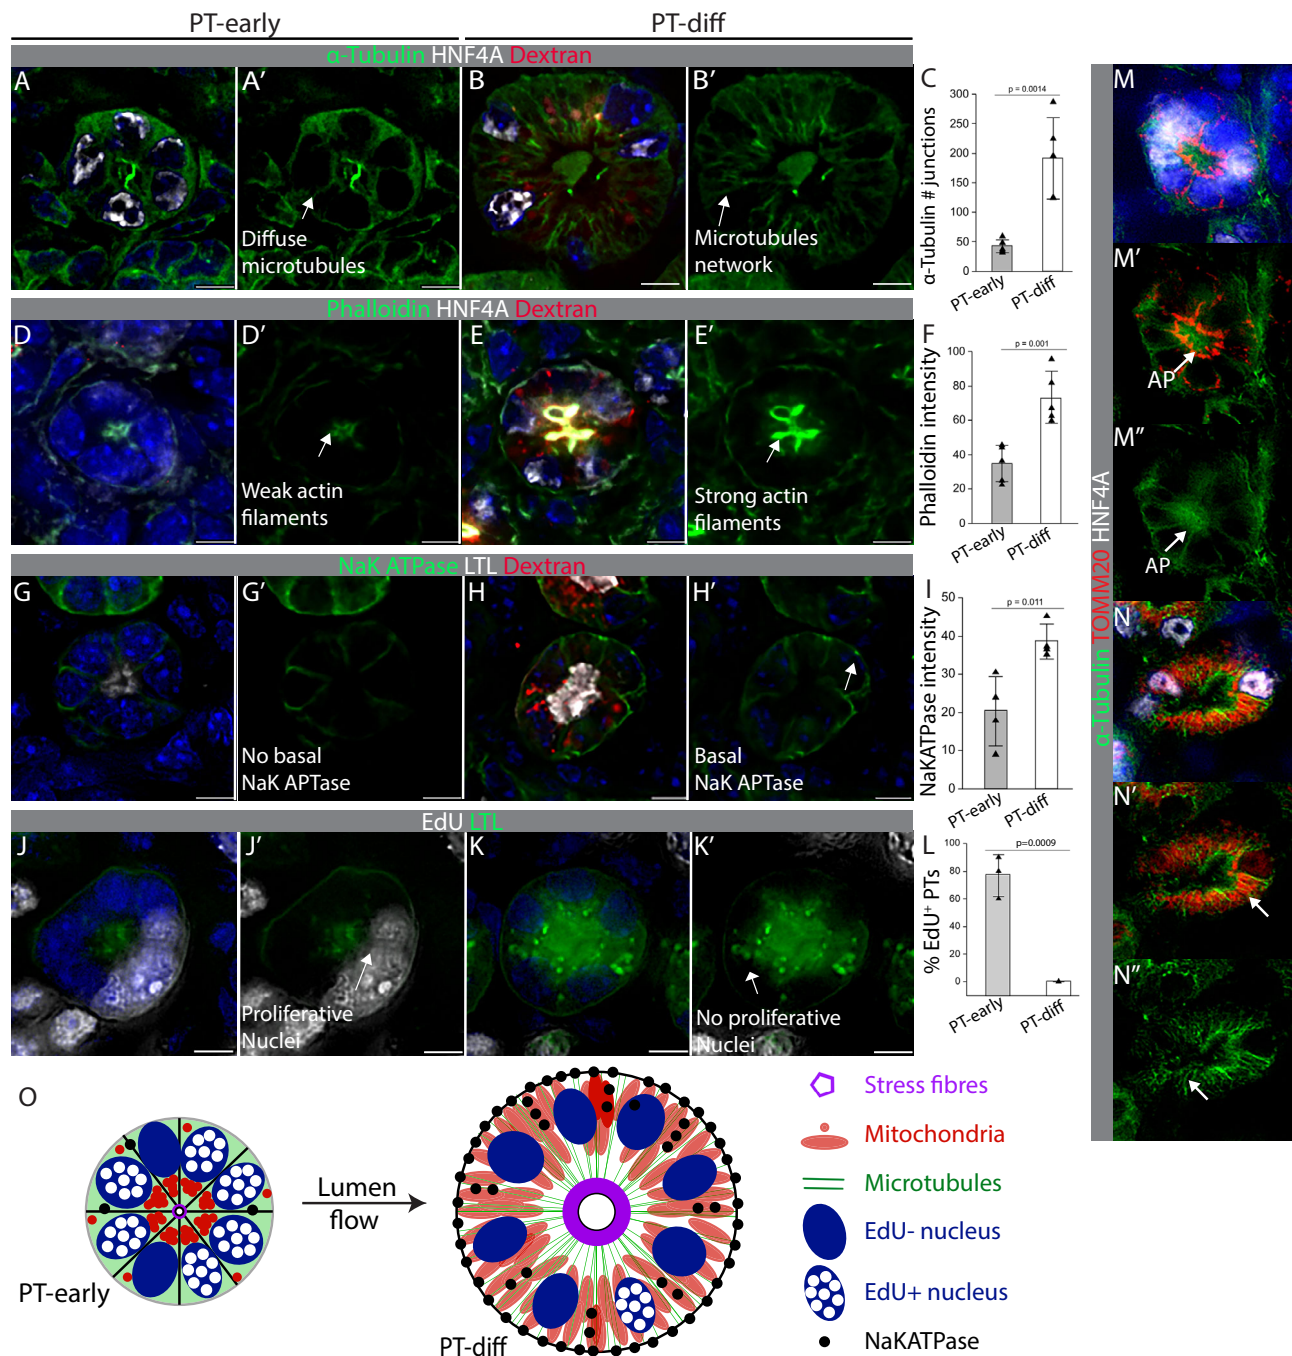 PT-early
PT-diff
α-Tubulin HNF4A Dextran
A
A′
Diffuse
microtubules
B
B′
Microtubules
network
C
p = 0.0014
α-Tubulin # junctions
300
250
200
150
100
50
0
PT-early
PT-diff
Phalloidin HNF4A Dextran
D
D′
Weak actin
filaments
E
E′
Strong actin
filaments
F
p = 0.001
Phalloidin intensity
100
80
60
40
20
0
PT-early
PT-diff
NaK ATPase LTL Dextran
G
G′
No basal
NaK APTase
H
H′
Basal
NaK APTase
I
p = 0.011
NaKATPase intensity
50
40
30
20
10
0
PT-early
PT-diff
EdU LTL
J
J′
Proliferative
Nuclei
K
K′
No proliferative
Nuclei
L
p=0.0009
% EdU⁺ PTs
100
80
60
40
20
0
PT-early
PT-diff
α-Tubulin TOMM20 HNF4A
M
M′
AP
M″
AP
N
N′
N″
O
PT-early
Lumen
flow
PT-diff
Stress fibres
Mitochondria
Microtubules
EdU- nucleus
EdU+ nucleus
NaKATPase